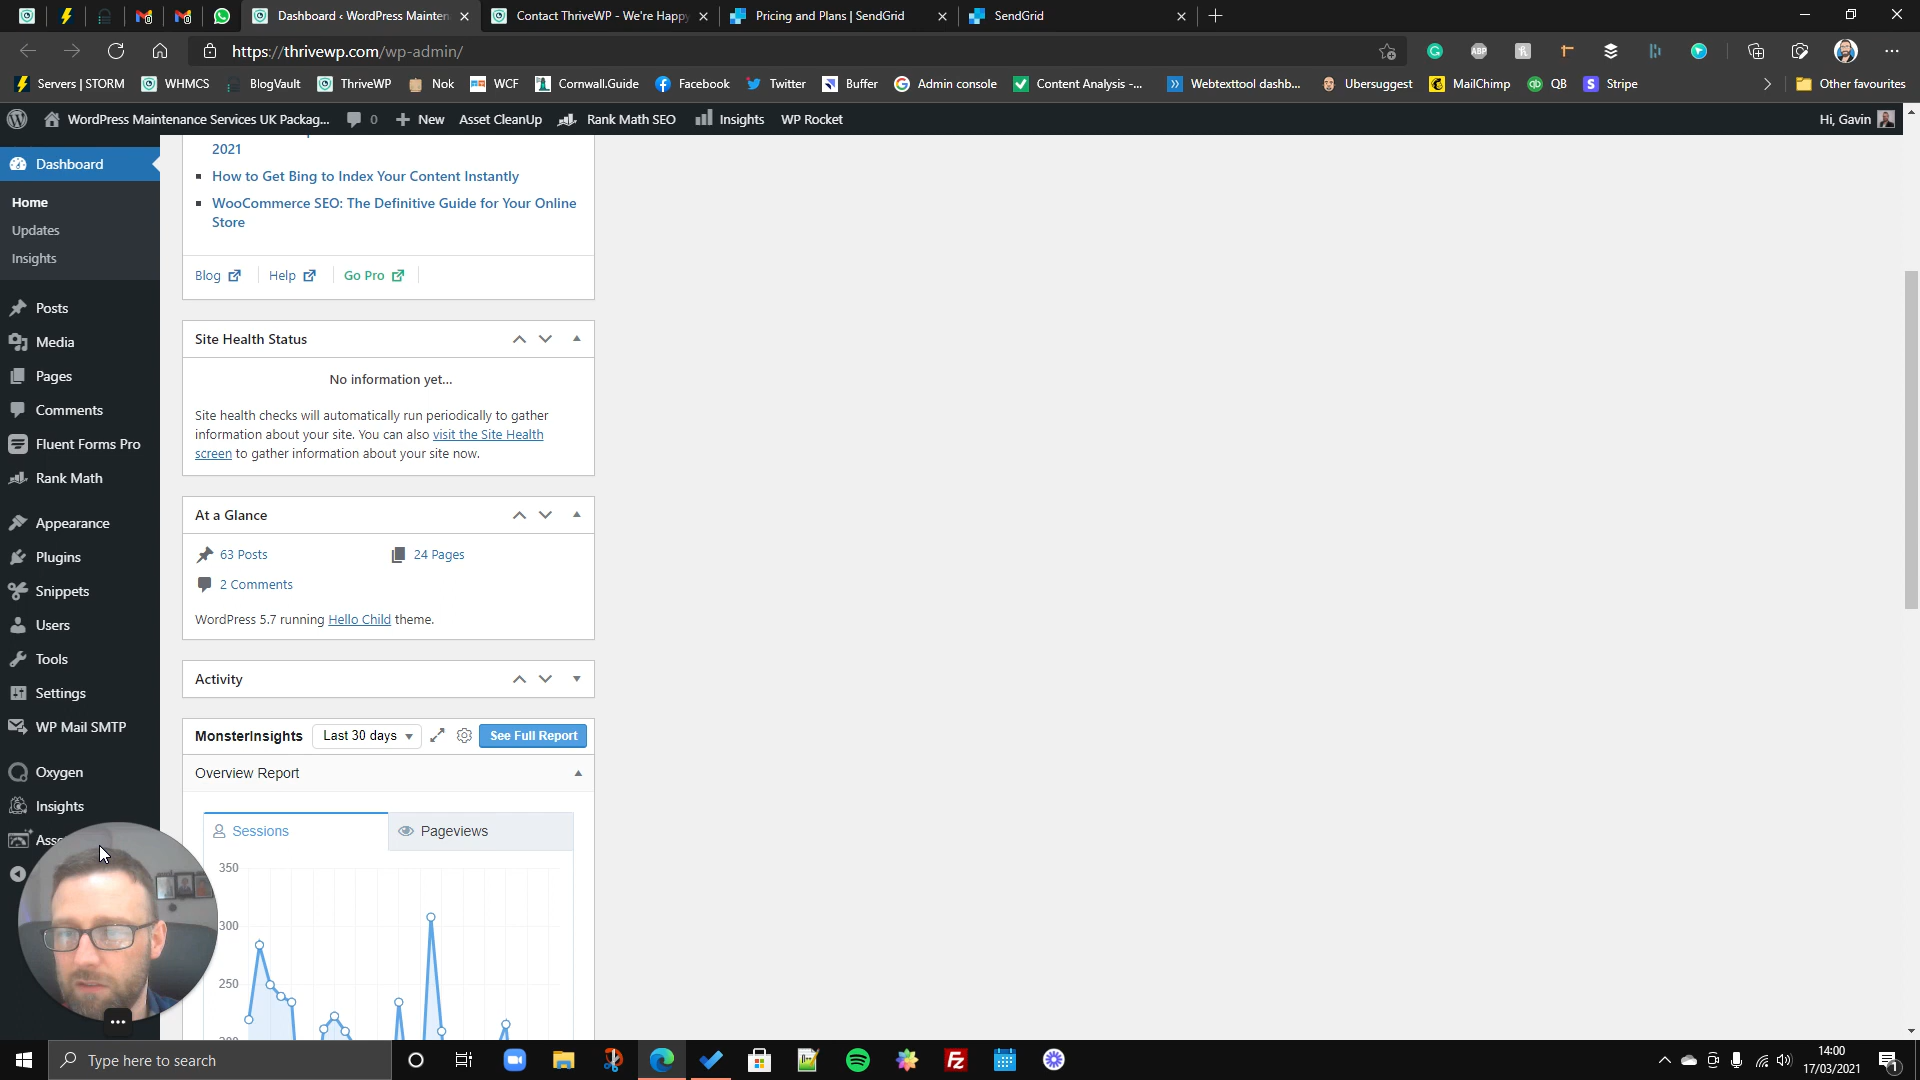 Dashboard ‹ WordPress Mainten
Contact ThriveWP - We're Happy
Pricing and Plans | SendGrid
SendGrid
https://thrivewp.com/wp-admin/
Servers | STORM
WHMCS
BlogVault
ThriveWP
Nok
WCF
Cornwall.Guide
Facebook
Twitter
Buffer
Admin console
Content Analysis -...
Webtexttool dashb...
Ubersuggest
MailChimp
QB
Stripe
Other favourites
WordPress Maintenance Services UK Packag...
0
New
Asset CleanUp
Rank Math SEO
Insights
WP Rocket
Hi, Gavin
Dashboard
Home
Updates
Insights
Posts
Media
Pages
Comments
Fluent Forms Pro
Rank Math
Appearance
Plugins
Snippets
Users
Tools
Settings
WP Mail SMTP
Oxygen
Insights
2021
How to Get Bing to Index Your Content Instantly
WooCommerce SEO: The Definitive Guide for Your Online
Store
Blog
Help
Go Pro
Site Health Status
No information yet...
Site health checks will automatically run periodically to gather
information about your site. You can also visit the Site Health
screen to gather information about your site now.
At a Glance
63 Posts
24 Pages
2 Comments
WordPress 5.7 running Hello Child theme.
Activity
MonsterInsights
Last 30 days
See Full Report
Overview Report
Sessions
Pageviews
350
300
250
Type here to search
14:00
17/03/2021
1